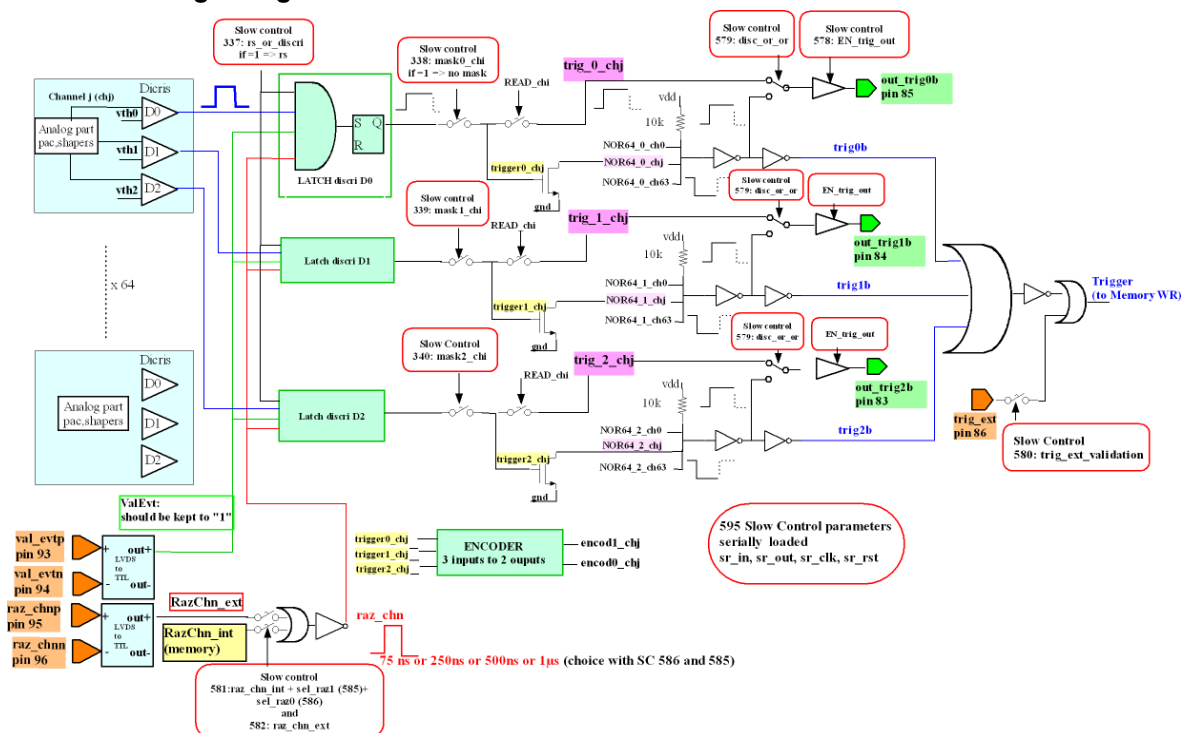 Slow control
337: rs_or_discri
if =1 => rs
Slow control
338: mask0_chi
if =1 => no mask
Slow control
579: disc_or_or
Slow control
578: EN_trig_out
Dicris
Channel j (chj)
vth0
D0
Analog part
pac,shapers
vth1
D1
vth2
D2
S Q
R
LATCH discri D0
READ_chi
trig_0_chj
vdd
10k
out_trig0b
pin 85
NOR64_0_ch0
NOR64_0_chj
NOR64_0_ch63
trigger0_chj
gnd
trig0b
Slow control
339: mask1_chi
READ_chi
trig_1_chj
Slow control
579: disc_or_or
EN_trig_out
out_trig1b
pin 84
Latch discri D1
vdd
10k
NOR64_1_ch0
NOR64_1_chj
NOR64_1_ch63
trigger1_chj
gnd
trig1b
x 64
Trigger
(to Memory WR)
Slow Control
340: mask2_chi
READ_chi
trig_2_chj
Slow control
579: disc_or_or
EN_trig_out
out_trig2b
pin 83
Dicris
D0
Analog part
pac,shapers
D1
D2
Latch discri D2
vdd
10k
NOR64_2_ch0
NOR64_2_chj
NOR64_2_ch63
trigger2_chj
gnd
trig2b
trig_ext
pin 86
Slow Control
580: trig_ext_validation
ValEvt:
should be kept to "1"
val_evtp
pin 93
val_evtn
pin 94
+ out+
LVDS
to
TTL
- out-
raz_chnp
pin 95
raz_chnn
pin 96
+ out+
LVDS
to
TTL
- out-
trigger0_chj
trigger1_chj
trigger2_chj
ENCODER
3 inputs to 2 ouputs
encod1_chj
encod0_chj
595 Slow Control parameters
serially loaded
sr_in, sr_out, sr_clk, sr_rst
RazChn_ext
RazChn_int
(memory)
raz_chn
75 ns or 250ns or 500ns or 1µs (choice with SC 586 and 585)
Slow control
581:raz_chn_int + sel_raz1 (585)+
sel_raz0 (586)
and
582: raz_chn_ext